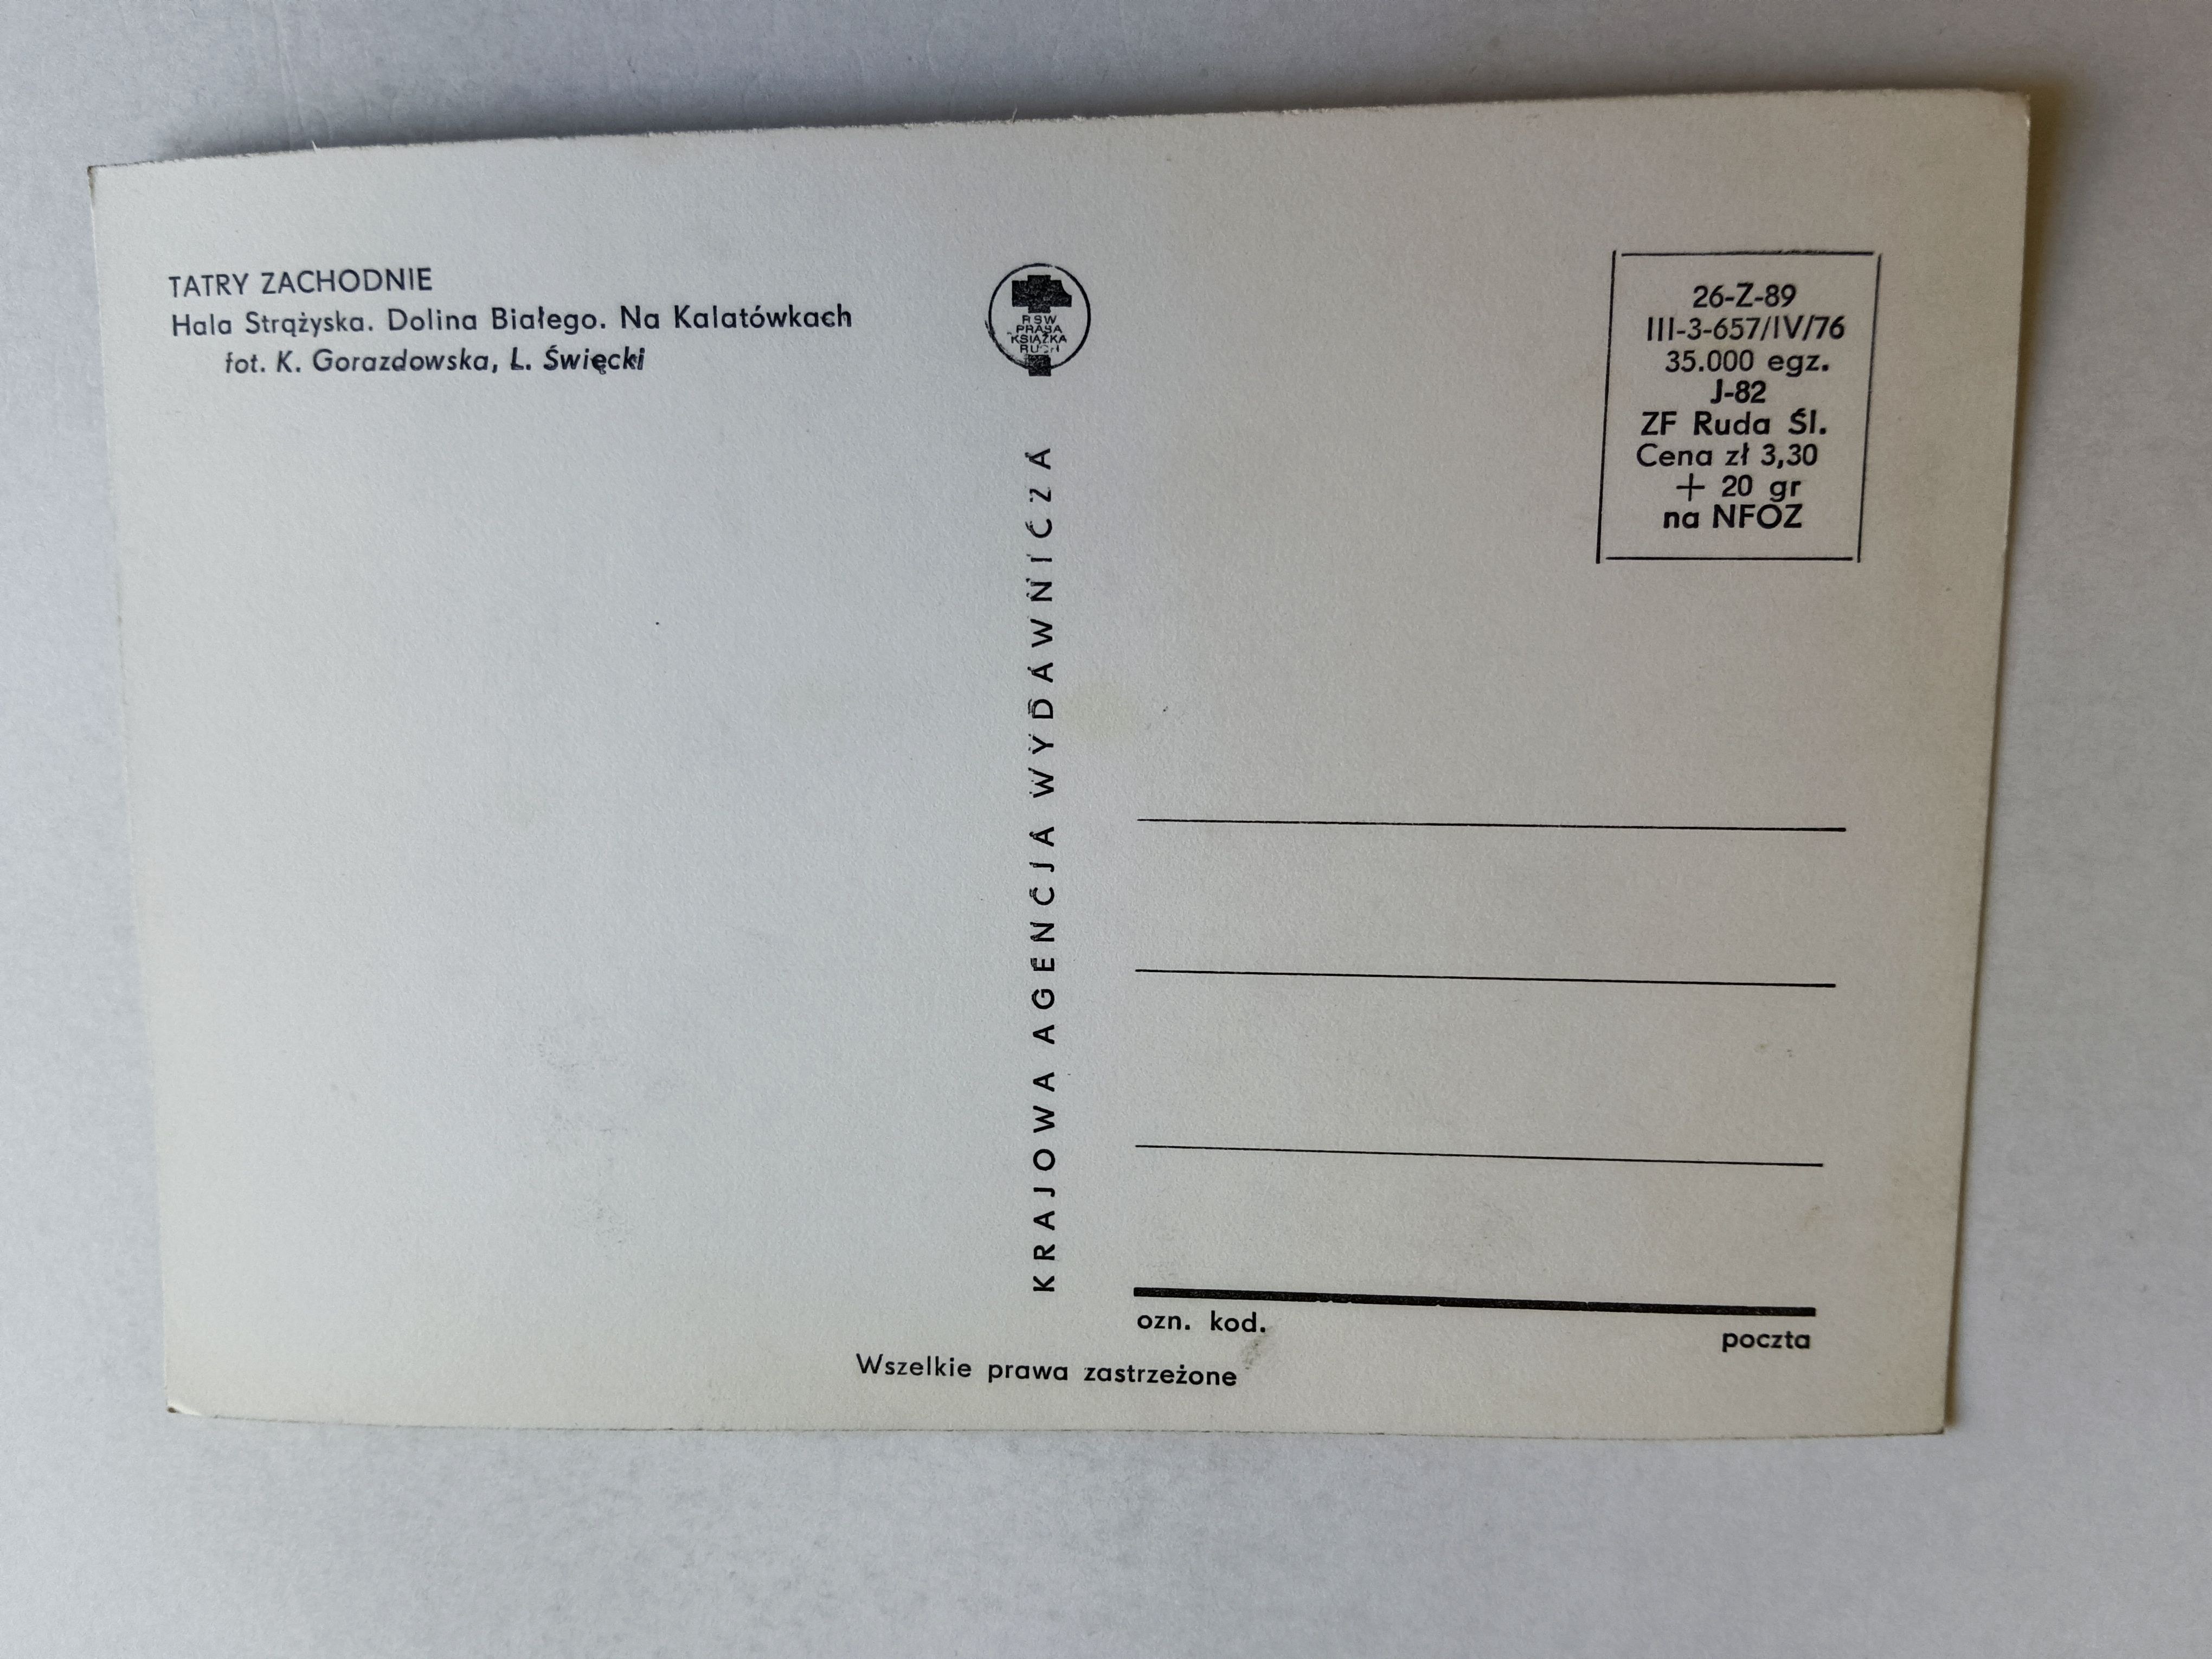 TATRY ZACHODNIE
Hala Strążyska. Dolina Białego. Na Kalatówkach
fot. K. Gorazdowska, L. Święcki
RSW
PRASA
KSIĄŻKA
RUCH
KRAJOWA AGENCJA WYDAWNICZA
26-Z-89
III-3-657/IV/76
35.000 egz.
J-82
ZF Ruda Śl.
Cena zł 3,30
+ 20 gr
na NFOZ
ozn. kod.
poczta
Wszelkie prawa zastrzeżone